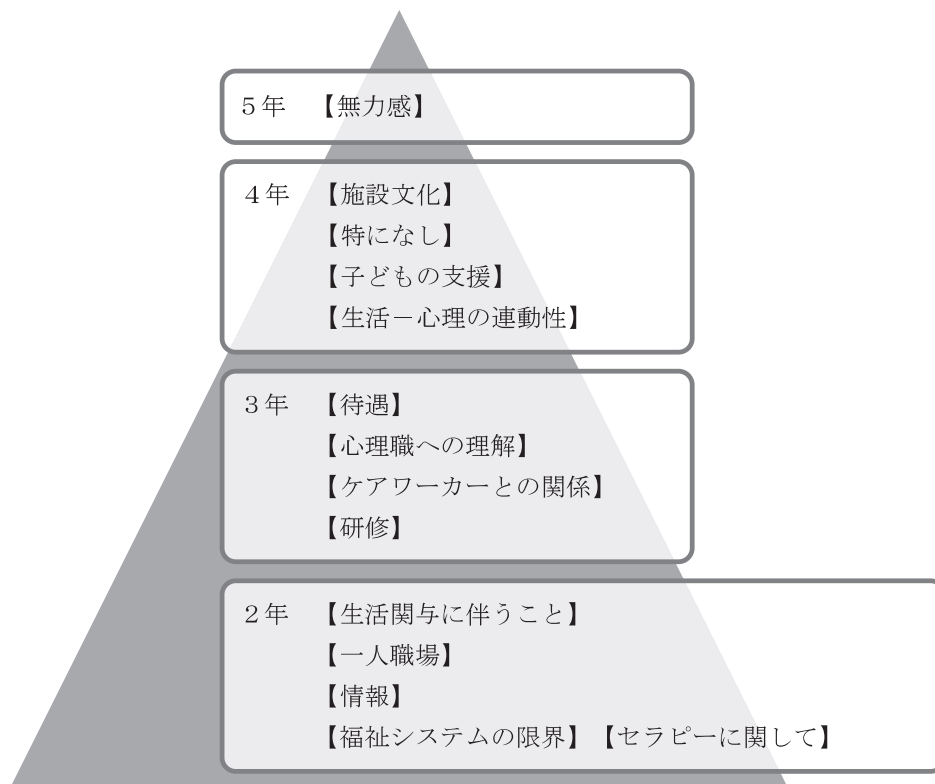 ５年　【無力感】
４年　【施設文化】
【特になし】
【子どもの支援】
【生活－心理の連動性】
３年　【待遇】
【心理職への理解】
【ケアワーカーとの関係】
【研修】
２年　【生活関与に伴うこと】
【一人職場】
【情報】
【福祉システムの限界】【セラピーに関して】